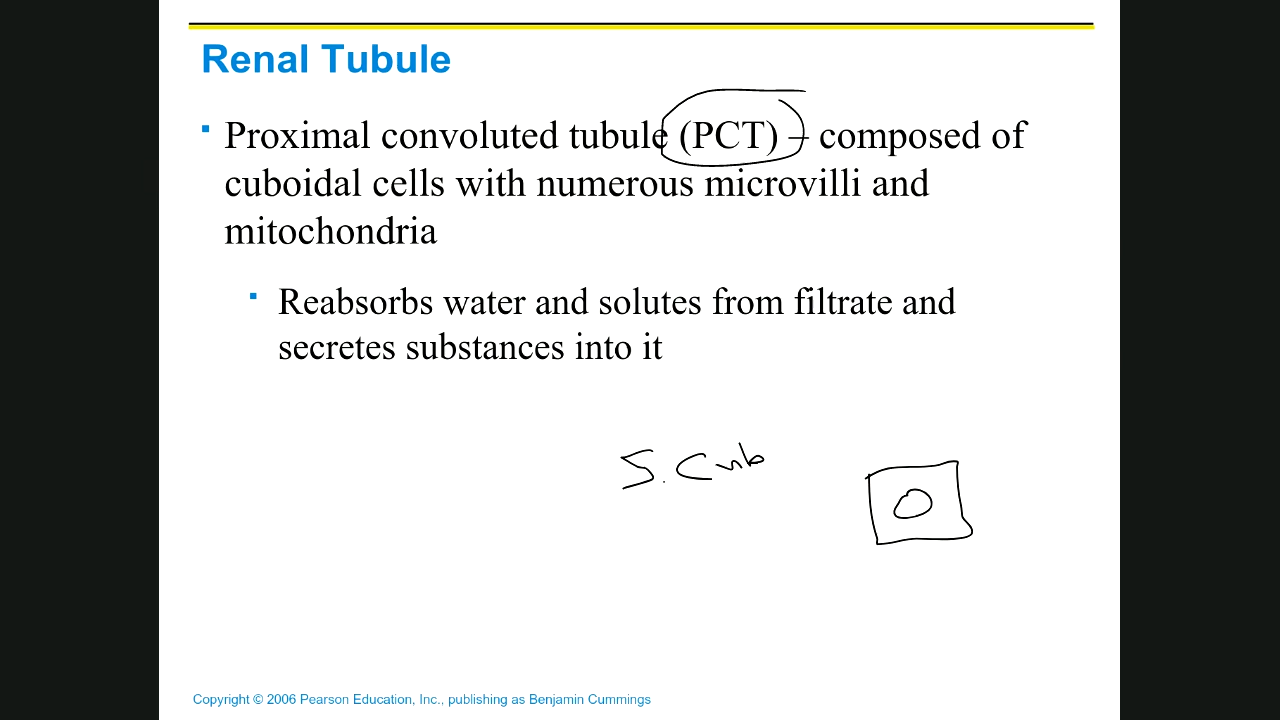 Renal Tubule
▪ Proximal convoluted tubule (PCT) – composed of
cuboidal cells with numerous microvilli and
mitochondria
▪ Reabsorbs water and solutes from filtrate and
secretes substances into it
S. Cub
Copyright © 2006 Pearson Education, Inc., publishing as Benjamin Cummings